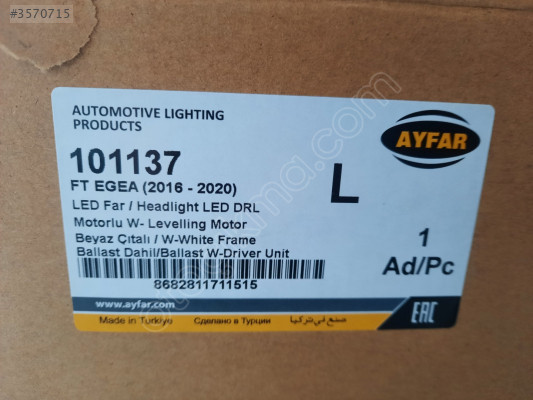 #3570715
AUTOMOTIVE LIGHTING
PRODUCTS
AYFAR
101137
FT EGEA (2016 - 2020)
L
LED Far / Headlight LED DRL
Motorlu W- Levelling Motor
Beyaz Çıtalı / W-White Frame
Ballast Dahil/Ballast W-Driver Unit
1
Ad/Pc
8682811711515
www.ayfar.com
Made in Türkiye Сделано в Турции صنع في تركيا
EAC